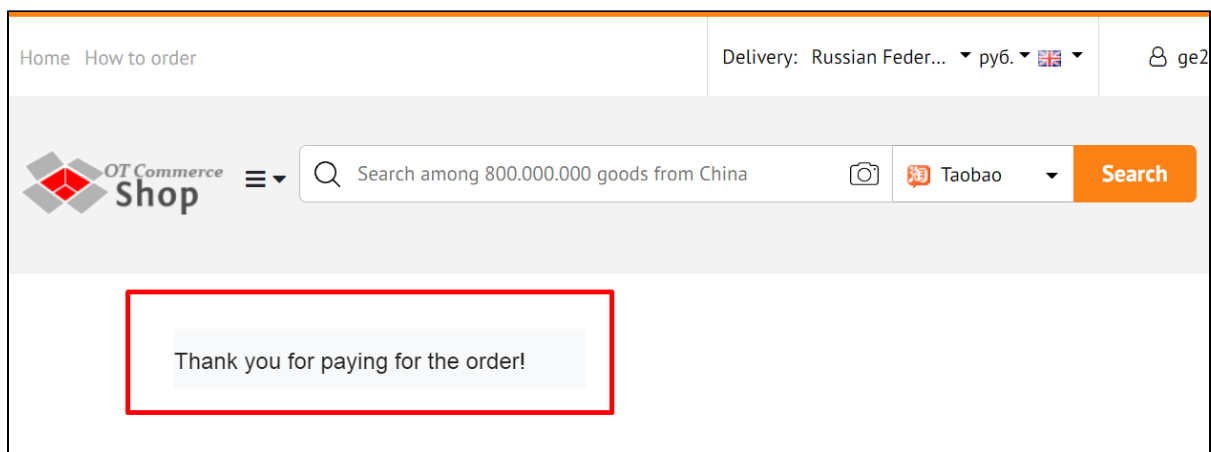 Home How to order
Delivery: Russian Feder... руб.
ge2
OT Commerce
Shop
Search among 800.000.000 goods from China
淘 Taobao
Search
Thank you for paying for the order!